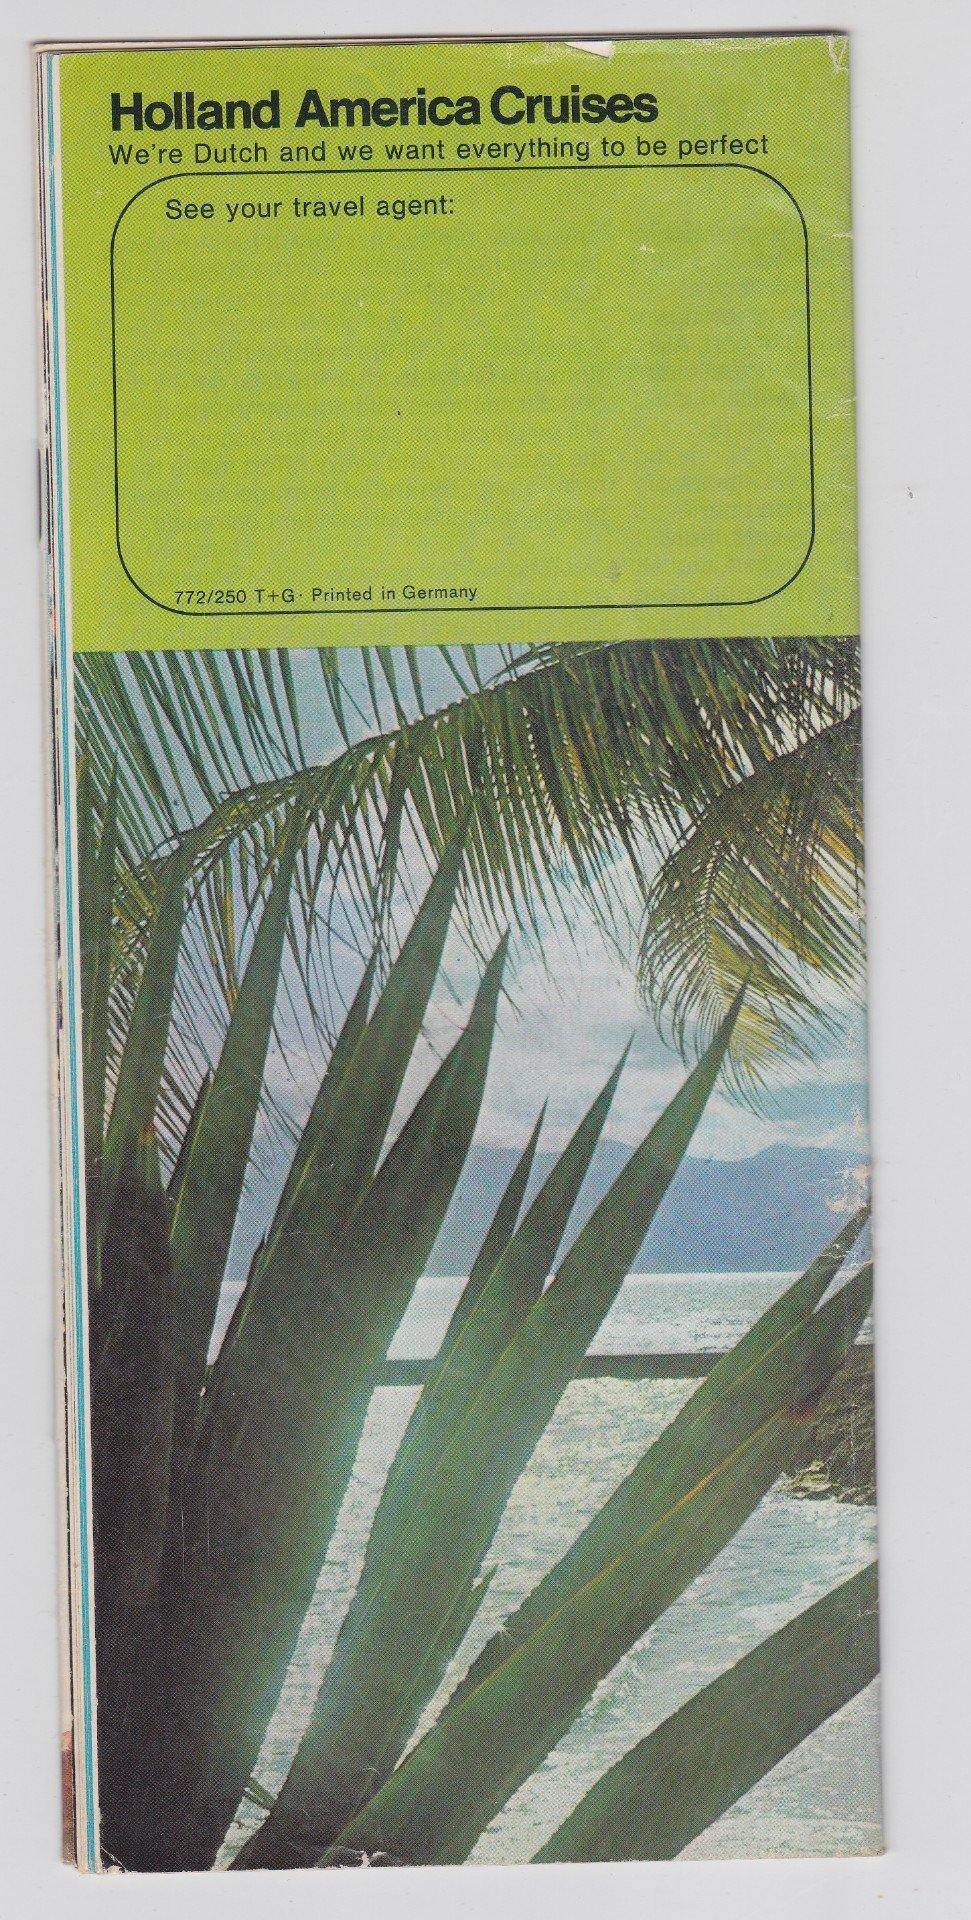 Holland America Cruises
We're Dutch and we want everything to be perfect
See your travel agent:
772/250 T+G· Printed in Germany